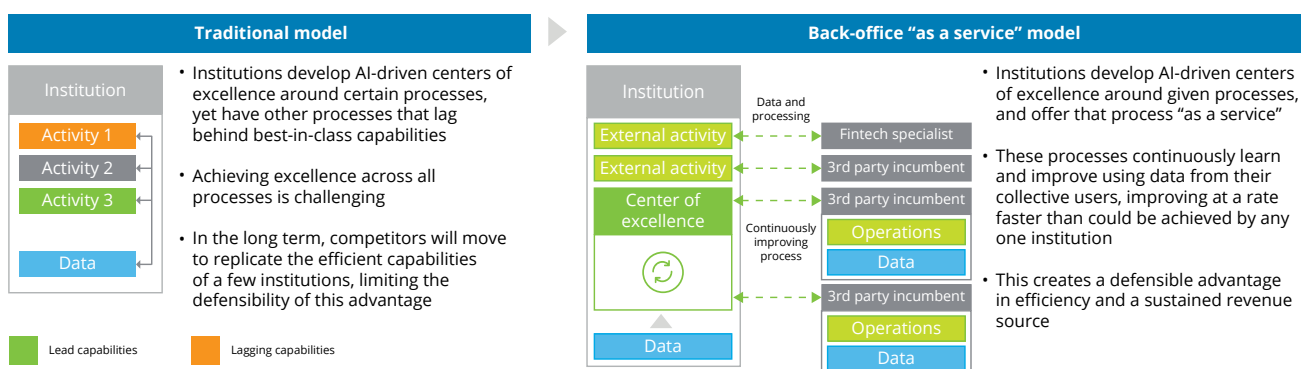 Traditional model
Institution
Activity 1
Activity 2
Activity 3
Data
• Institutions develop AI-driven centers of
excellence around certain processes,
yet have other processes that lag
behind best-in-class capabilities
• Achieving excellence across all
processes is challenging
• In the long term, competitors will move
to replicate the efficient capabilities
of a few institutions, limiting the
defensibility of this advantage
Lead capabilities
Lagging capabilities
Back-office “as a service” model
Institution
External activity
External activity
Center of
excellence
Data
Data and
processing
Continuously
improving
process
Fintech specialist
3rd party incumbent
3rd party incumbent
Operations
Data
3rd party incumbent
Operations
Data
• Institutions develop AI-driven centers
of excellence around given processes,
and offer that process “as a service”
• These processes continuously learn
and improve using data from their
collective users, improving at a rate
faster than could be achieved by any
one institution
• This creates a defensible advantage
in efficiency and a sustained revenue
source